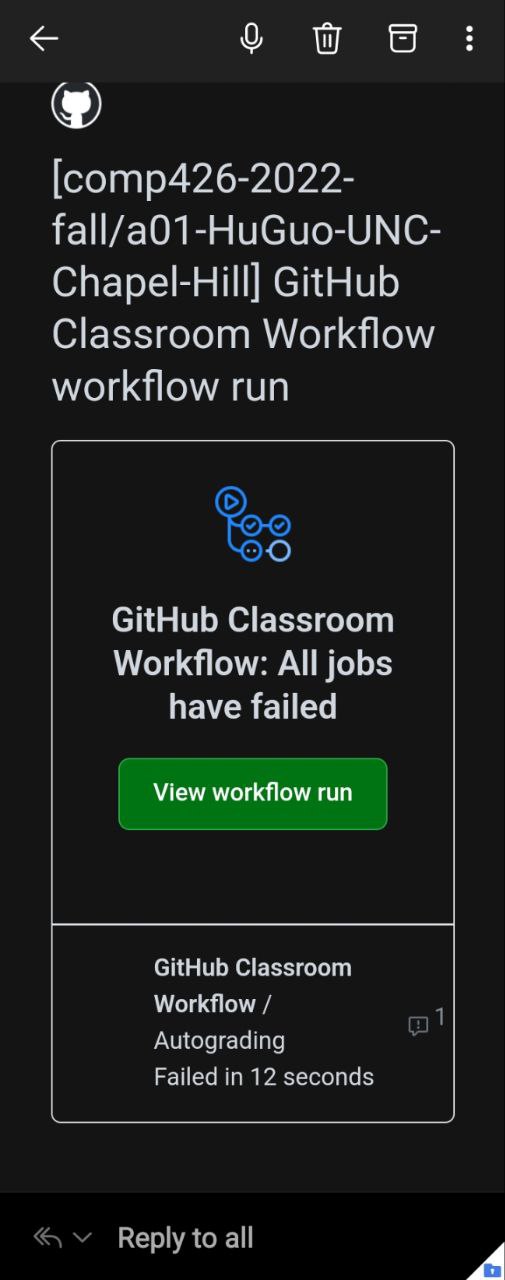 [comp426-2022-
fall/a01-HuGuo-UNC-
Chapel-Hill] GitHub
Classroom Workflow
workflow run
GitHub Classroom
Workflow: All jobs
have failed
View workflow run
GitHub Classroom
Workflow /
Autograding
Failed in 12 seconds
1
Reply to all